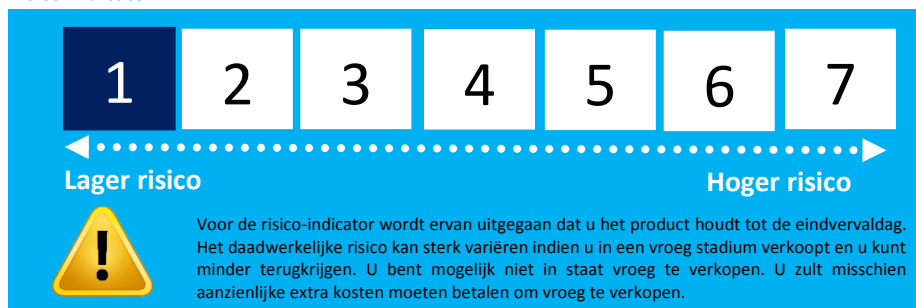 1 2 3 4 5 6 7
Lager risico Hoger risico
Voor de risico-indicator wordt ervan uitgegaan dat u het product houdt tot de eindvervaldag.
Het daadwerkelijke risico kan sterk variëren indien u in een vroeg stadium verkoopt en u kunt
minder terugkrijgen. U bent mogelijk niet in staat vroeg te verkopen. U zult misschien
aanzienlijke extra kosten moeten betalen om vroeg te verkopen.